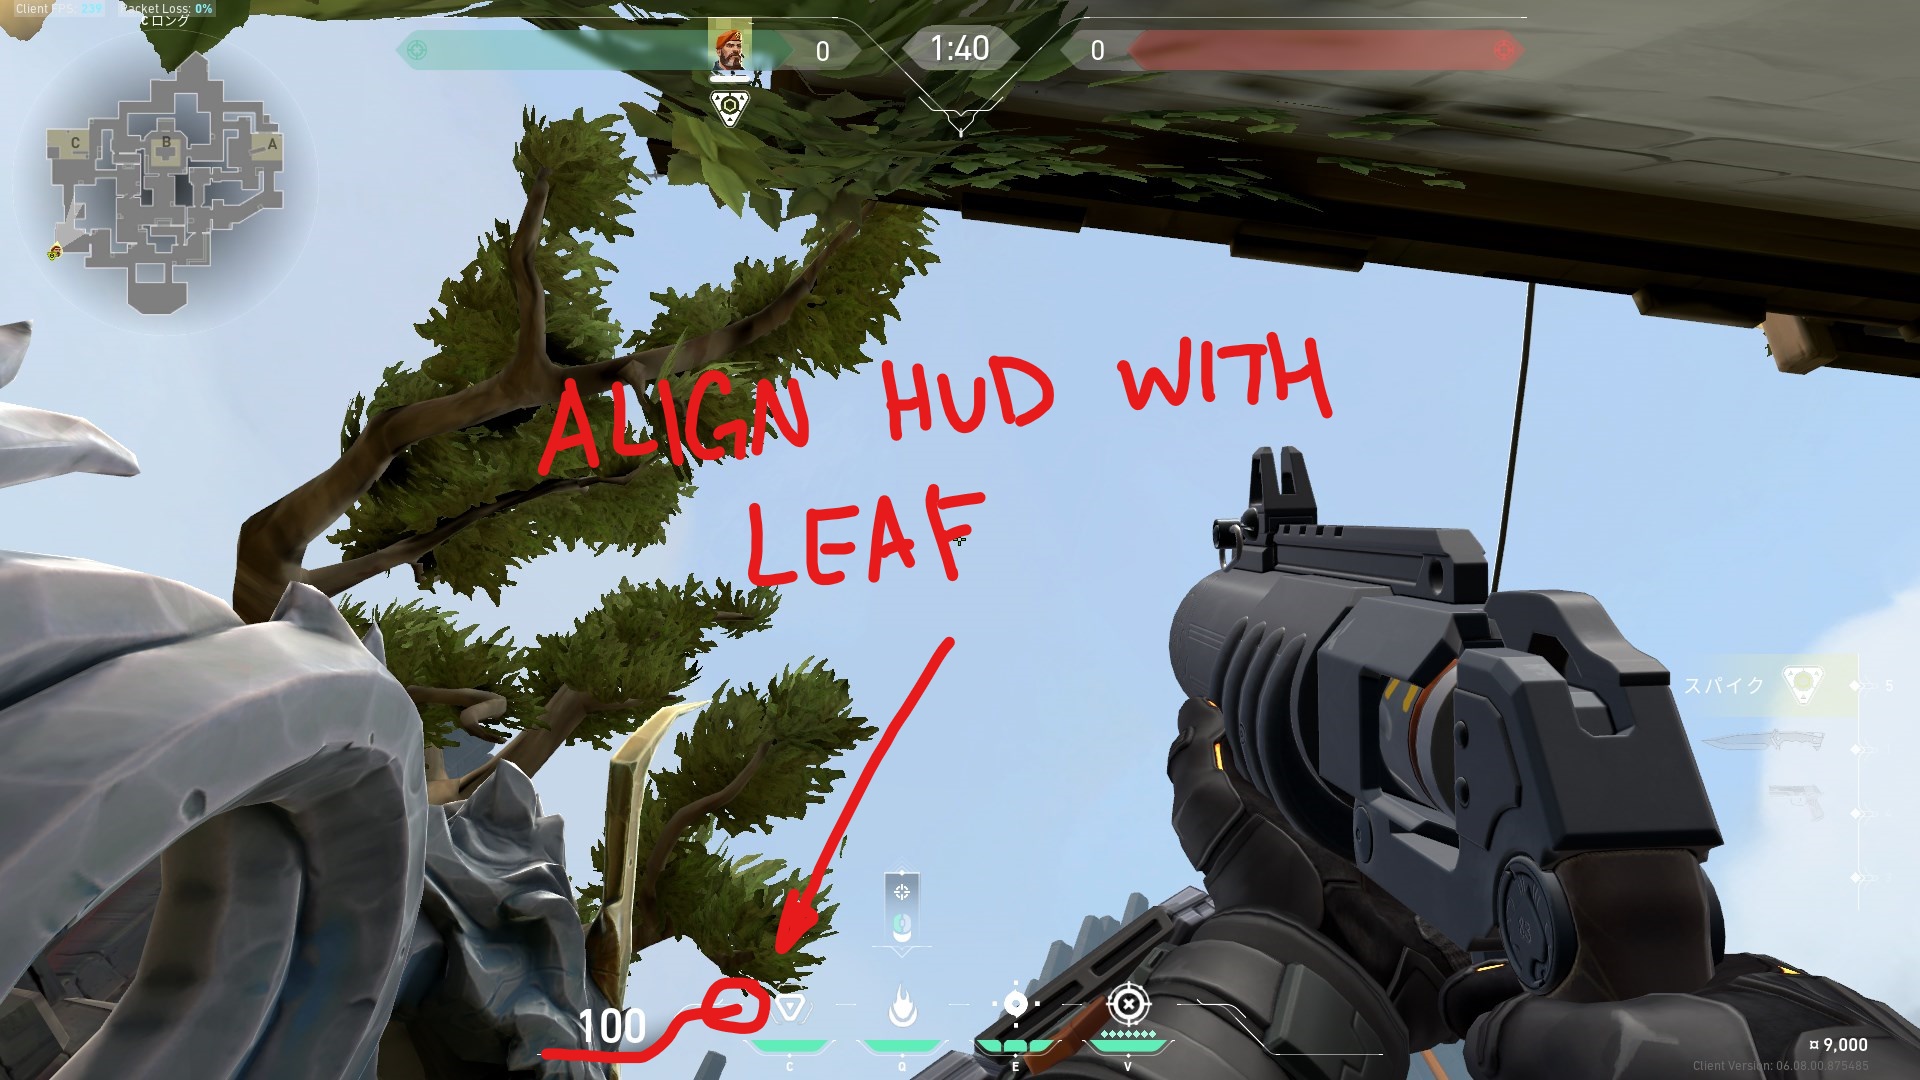 Client FPS: 239 Packet Loss: 0%
C ロング
0 1:40 0
C B A
ALIGN HUD WITH
LEAF
スパイク 5
100
C Q E V
¤ 9,000
Client Version: 06.08.00.875485